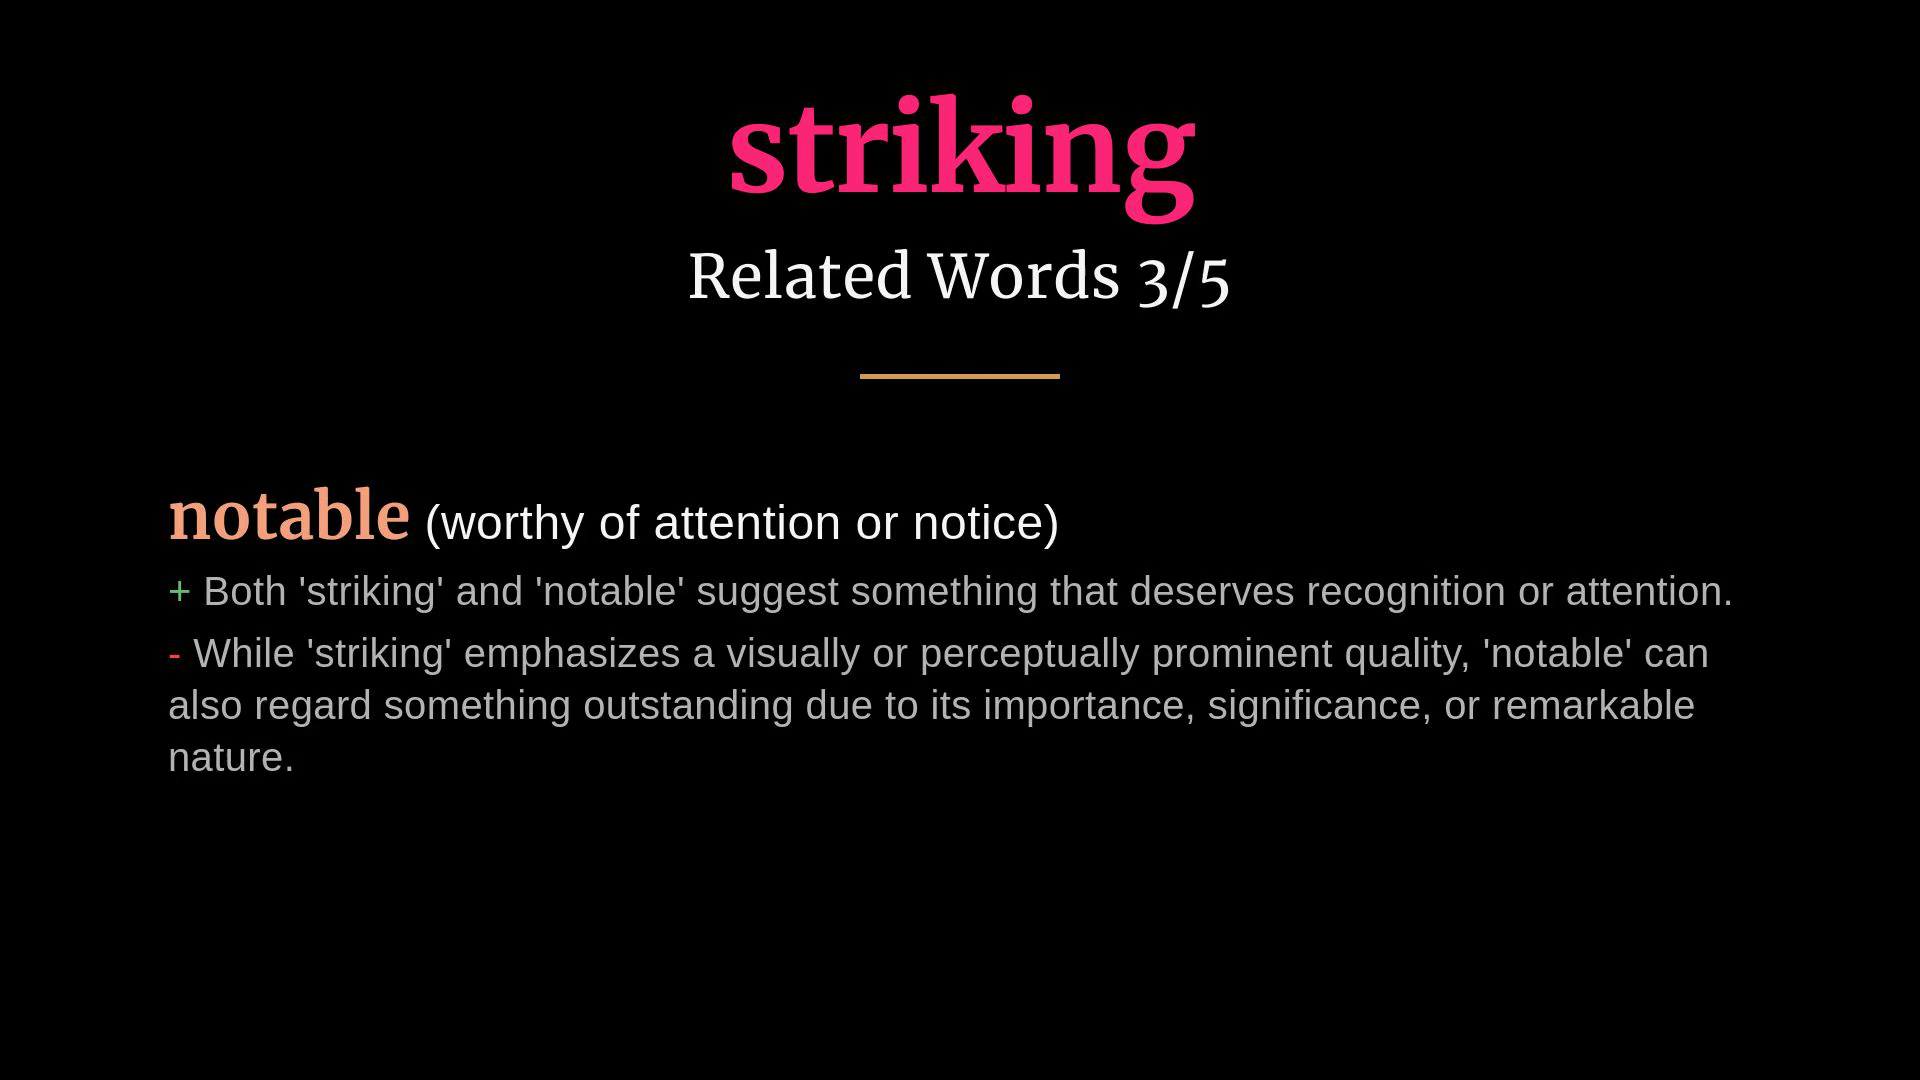 striking
Related Words 3/5
notable (worthy of attention or notice)
+ Both 'striking' and 'notable' suggest something that deserves recognition or attention.
- While 'striking' emphasizes a visually or perceptually prominent quality, 'notable' can
also regard something outstanding due to its importance, significance, or remarkable
nature.